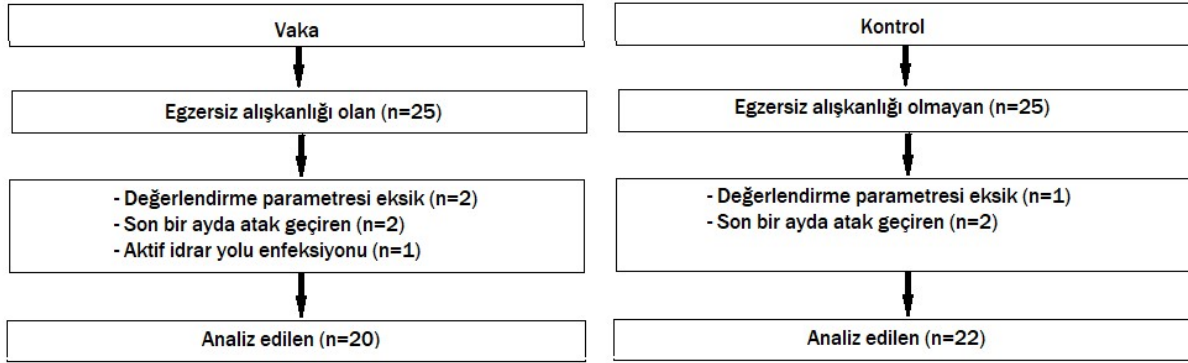 Vaka
Egzersiz alışkanlığı olan (n=25)
- Değerlendirme parametresi eksik (n=2)
- Son bir ayda atak geçiren (n=2)
- Aktif idrar yolu enfeksiyonu (n=1)
Analiz edilen (n=20)
Kontrol
Egzersiz alışkanlığı olmayan (n=25)
- Değerlendirme parametresi eksik (n=1)
- Son bir ayda atak geçiren (n=2)
Analiz edilen (n=22)